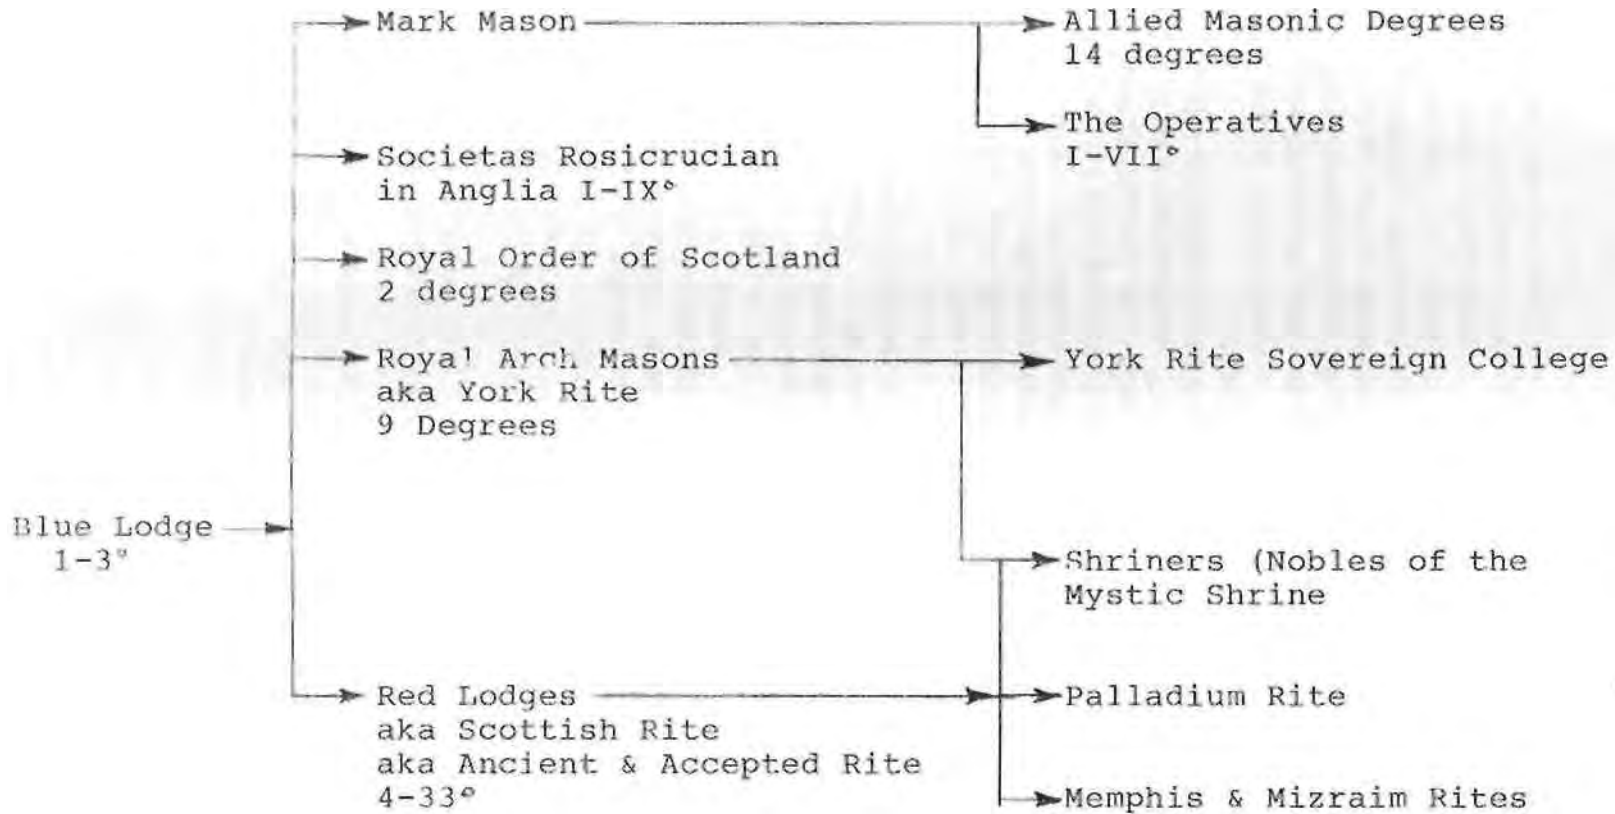 Mark Mason
Allied Masonic Degrees
14 degrees
The Operatives
I-VII°
Societas Rosicrucian
in Anglia I-IX°
Royal Order of Scotland
2 degrees
Royal Arch Masons
aka York Rite
9 Degrees
York Rite Sovereign College
Blue Lodge
1-3°
Shriners (Nobles of the
Mystic Shrine
Red Lodges
aka Scottish Rite
aka Ancient & Accepted Rite
4-33°
Palladium Rite
Memphis & Mizraim Rites